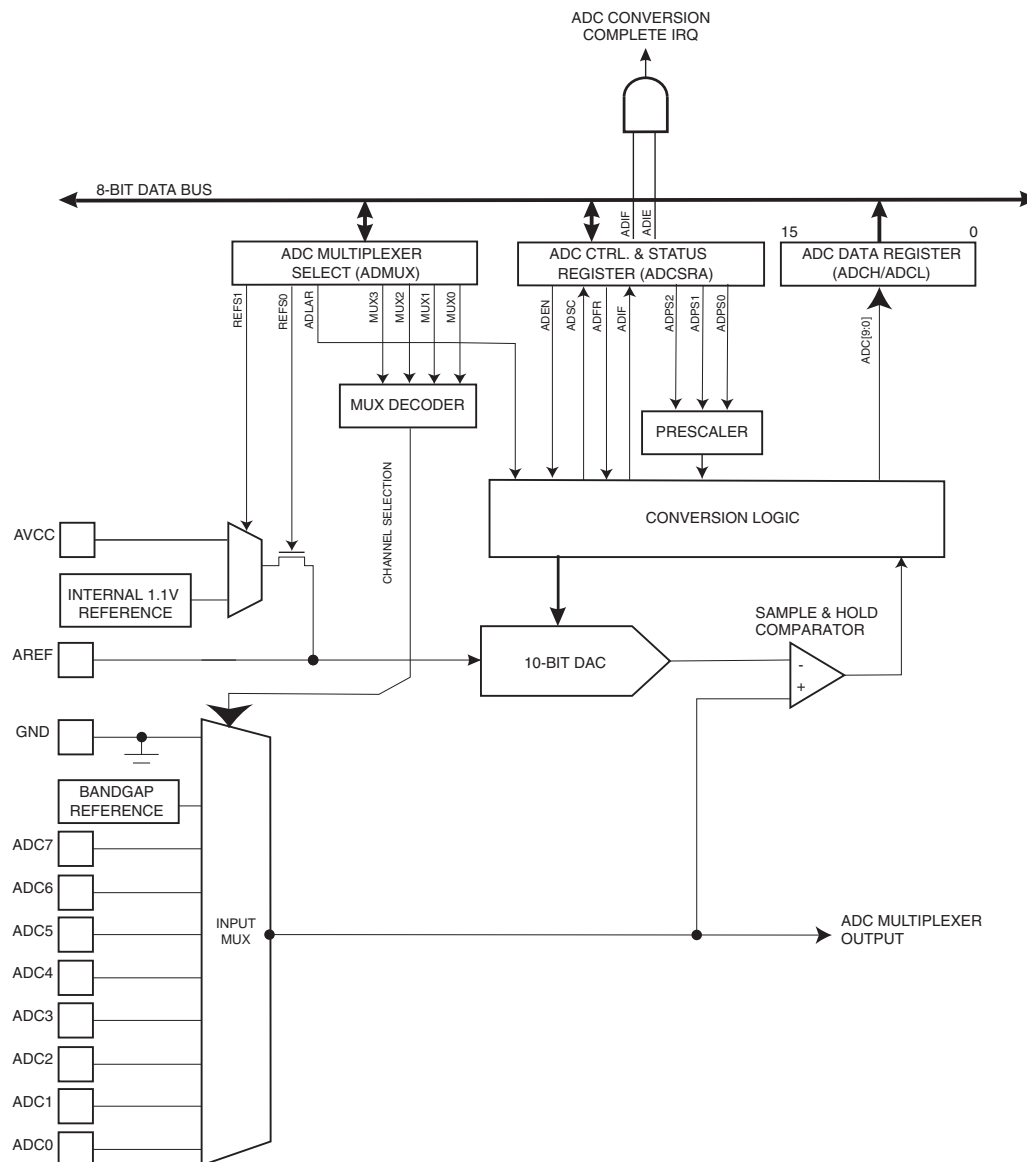 ADC CONVERSION
COMPLETE IRQ
8-BIT DATA BUS
ADIF
ADIE
15
0
ADC MULTIPLEXER
SELECT (ADMUX)
ADC CTRL. & STATUS
REGISTER (ADCSRA)
ADC DATA REGISTER
(ADCH/ADCL)
REFS1
REFS0
ADLAR
MUX3
MUX2
MUX1
MUX0
ADEN
ADSC
ADFR
ADIF
ADPS2
ADPS1
ADPS0
ADC[9:0]
MUX DECODER
PRESCALER
CHANNEL SELECTION
CONVERSION LOGIC
AVCC
INTERNAL 1.1V
REFERENCE
SAMPLE & HOLD
COMPARATOR
AREF
10-BIT DAC
-
+
GND
BANDGAP
REFERENCE
ADC7
ADC6
ADC5
ADC4
ADC3
ADC2
ADC1
ADC0
INPUT
MUX
ADC MULTIPLEXER
OUTPUT